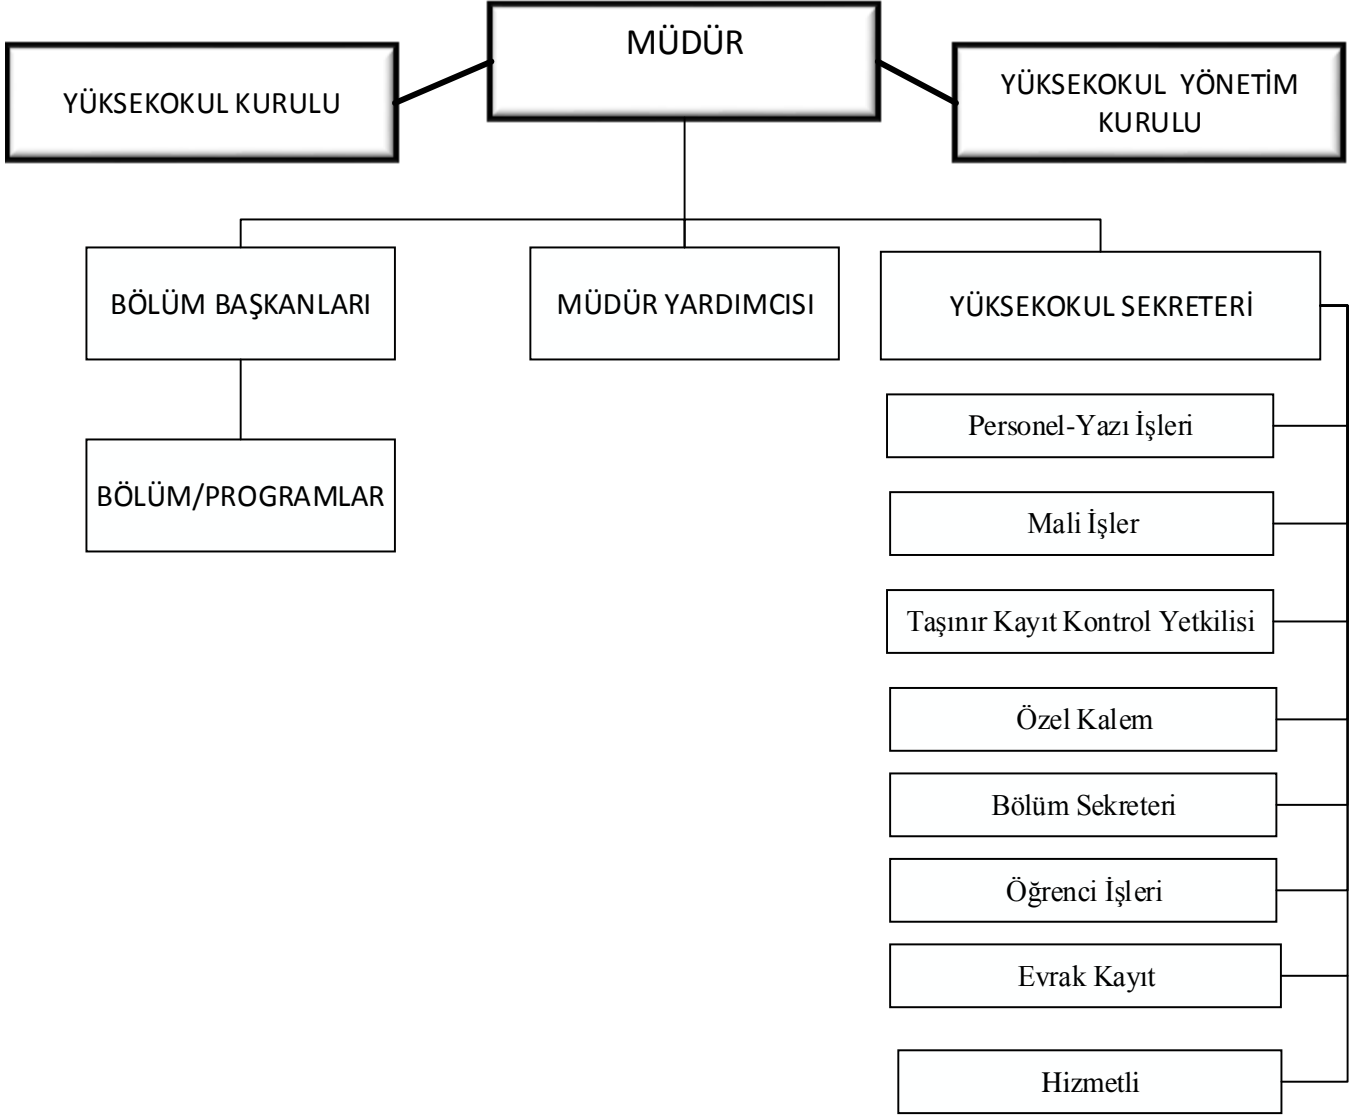 MÜDÜR
YÜKSEKOKUL KURULU
YÜKSEKOKUL YÖNETİM
KURULU
BÖLÜM BAŞKANLARI
MÜDÜR YARDIMCISI
YÜKSEKOKUL SEKRETERİ
BÖLÜM/PROGRAMLAR
Personel-Yazı İşleri
Mali İşler
Taşınır Kayıt Kontrol Yetkilisi
Özel Kalem
Bölüm Sekreteri
Öğrenci İşleri
Evrak Kayıt
Hizmetli